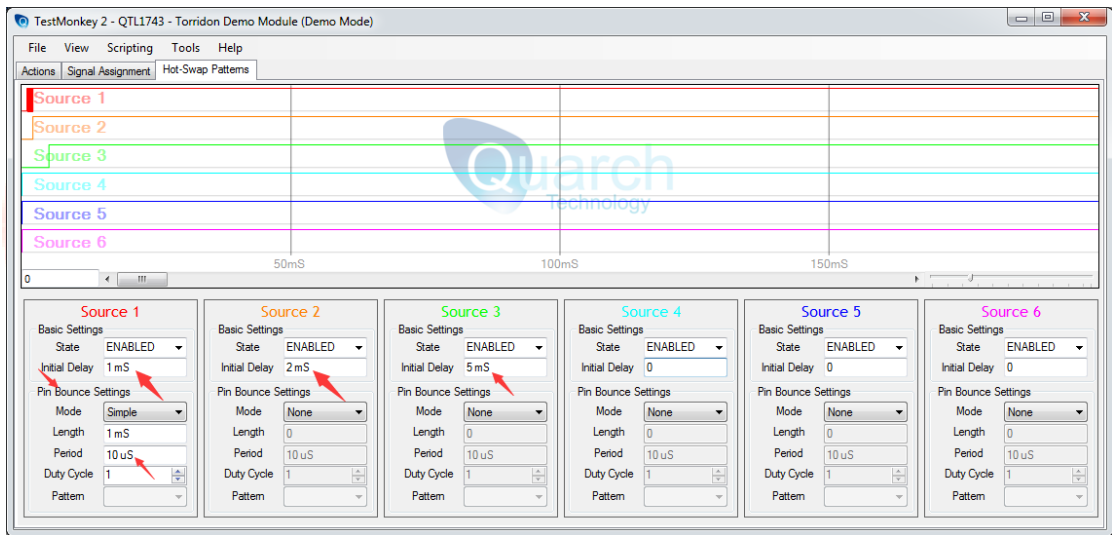 TestMonkey 2 - QTL1743 - Torridon Demo Module (Demo Mode)
File View Scripting Tools Help
Actions Signal Assignment Hot-Swap Patterns
Source 1
Source 2
Source 3
Source 4
Source 5
Source 6
Quarch
Technology
50mS 100mS 150mS
0
Source 1 Source 2 Source 3 Source 4 Source 5 Source 6
Basic Settings Basic Settings Basic Settings Basic Settings Basic Settings Basic Settings
State ENABLED State ENABLED State ENABLED State ENABLED State ENABLED State ENABLED
Initial Delay 1 mS Initial Delay 2 mS Initial Delay 5 mS Initial Delay 0 Initial Delay 0 Initial Delay 0
Pin Bounce Settings Pin Bounce Settings Pin Bounce Settings Pin Bounce Settings Pin Bounce Settings Pin Bounce Settings
Mode Simple Mode None Mode None Mode None Mode None Mode None
Length 1 mS Length 0 Length 0 Length 0 Length 0 Length 0
Period 10 uS Period 10 uS Period 10 uS Period 10 uS Period 10 uS Period 10 uS
Duty Cycle 1 Duty Cycle 1 Duty Cycle 1 Duty Cycle 1 Duty Cycle 1 Duty Cycle 1
Pattern Pattern Pattern Pattern Pattern Pattern